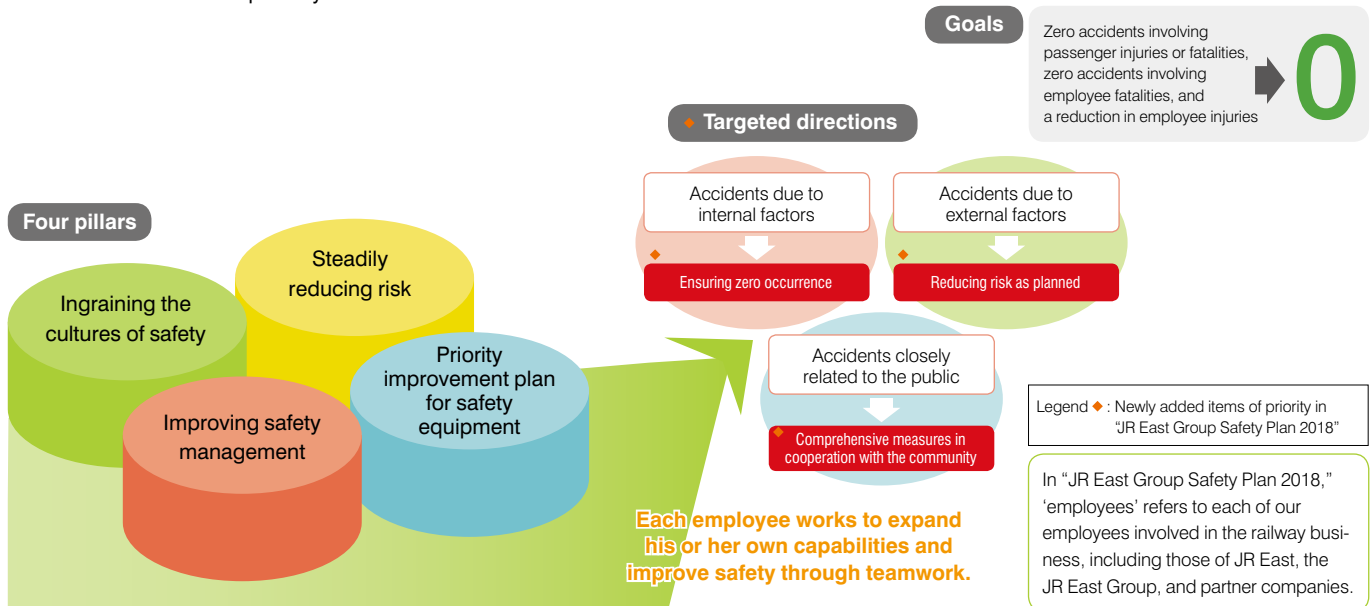 Goals
Zero accidents involving
passenger injuries or fatalities,
zero accidents involving
employee fatalities, and
a reduction in employee injuries
0
Targeted directions
Accidents due to
internal factors
Ensuring zero occurrence
Accidents due to
external factors
Reducing risk as planned
Accidents closely
related to the public
Comprehensive measures in
cooperation with the community
Four pillars
Ingraining the
cultures of safety
Steadily
reducing risk
Improving safety
management
Priority
improvement plan
for safety
equipment
Each employee works to expand
his or her own capabilities and
improve safety through teamwork.
Legend ◆ : Newly added items of priority in
“JR East Group Safety Plan 2018”
In “JR East Group Safety Plan 2018,”
‘employees’ refers to each of our
employees involved in the railway busi-
ness, including those of JR East, the
JR East Group, and partner companies.